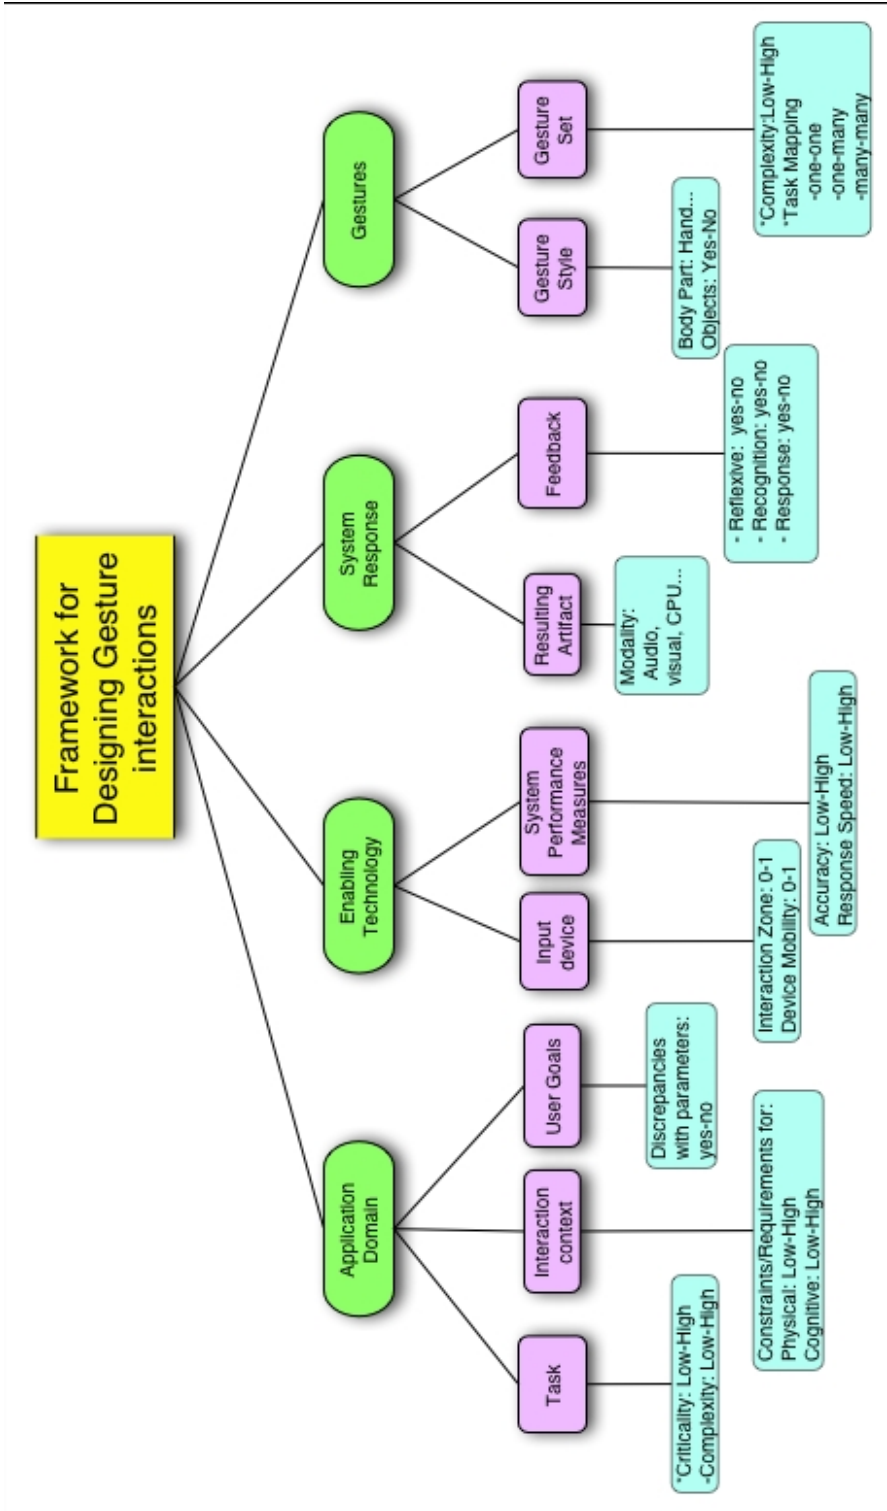 Framework for
Designing Gesture
interactions
Application
Domain
Enabling
Technology
System
Response
Gestures
Task
Interaction
context
User Goals
Input
device
System
Performance
Measures
Resulting
Artifact
Feedback
Gesture
Style
Gesture
Set
*Criticality: Low-High
-Complexity: Low-High
Constraints/Requirements for:
Physical: Low-High
Cognitive: Low-High
Discrepancies
with parameters:
yes-no
Interaction Zone: 0-1
Device Mobility: 0-1
Accuracy: Low-High
Response Speed: Low-High
Modality:
Audio,
visual, CPU...
- Reflexive: yes-no
- Recognition: yes-no
- Response: yes-no
Body Part: Hand...
Objects: Yes-No
*Complexity:Low-High
*Task Mapping
-one-one
-one-many
-many-many